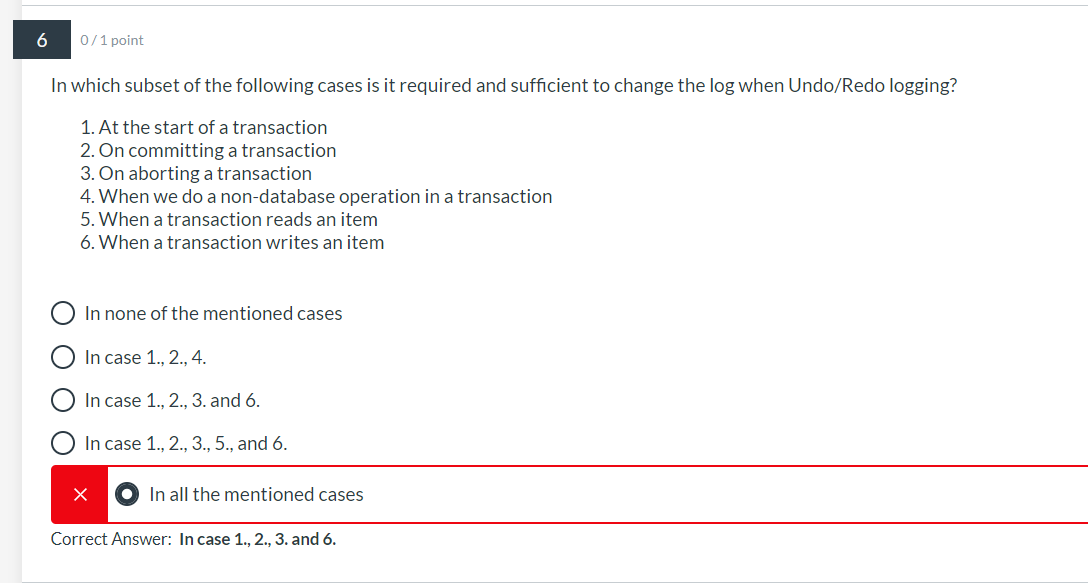 6
0 / 1 point
In which subset of the following cases is it required and sufficient to change the log when Undo/Redo logging?
1. At the start of a transaction
2. On committing a transaction
3. On aborting a transaction
4. When we do a non-database operation in a transaction
5. When a transaction reads an item
6. When a transaction writes an item
In none of the mentioned cases
In case 1., 2., 4.
In case 1., 2., 3. and 6.
In case 1., 2., 3., 5., and 6.
In all the mentioned cases
Correct Answer: In case 1., 2., 3. and 6.